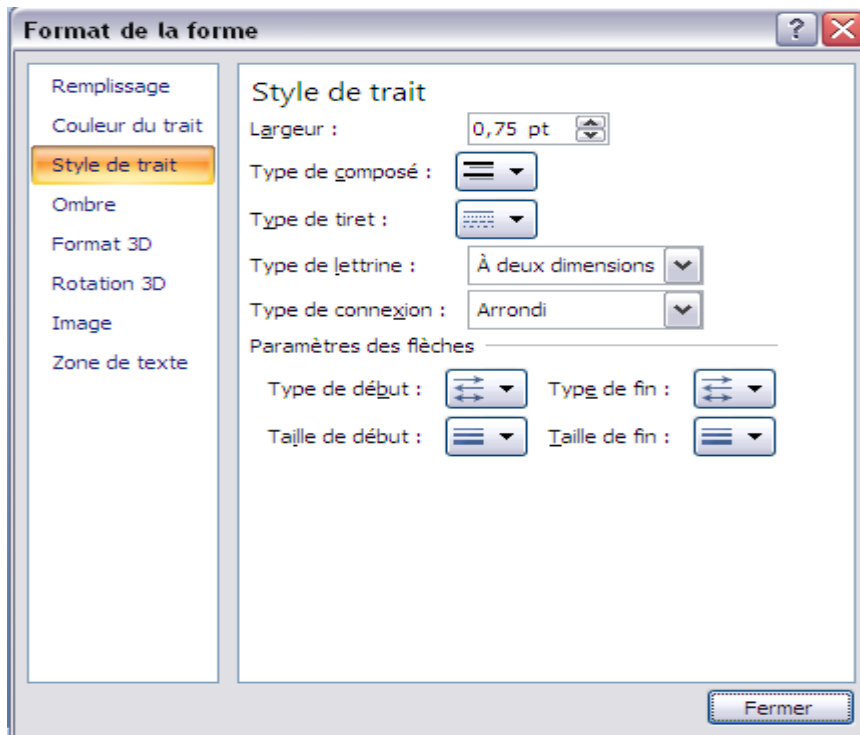 Format de la forme
Remplissage
Couleur du trait
Style de trait
Ombre
Format 3D
Rotation 3D
Image
Zone de texte
Style de trait
Largeur : 0,75 pt
Type de composé :
Type de tiret :
Type de lettrine : À deux dimensions
Type de connexion : Arrondi
Paramètres des flèches
Type de début : Type de fin :
Taille de début : Taille de fin :
Fermer